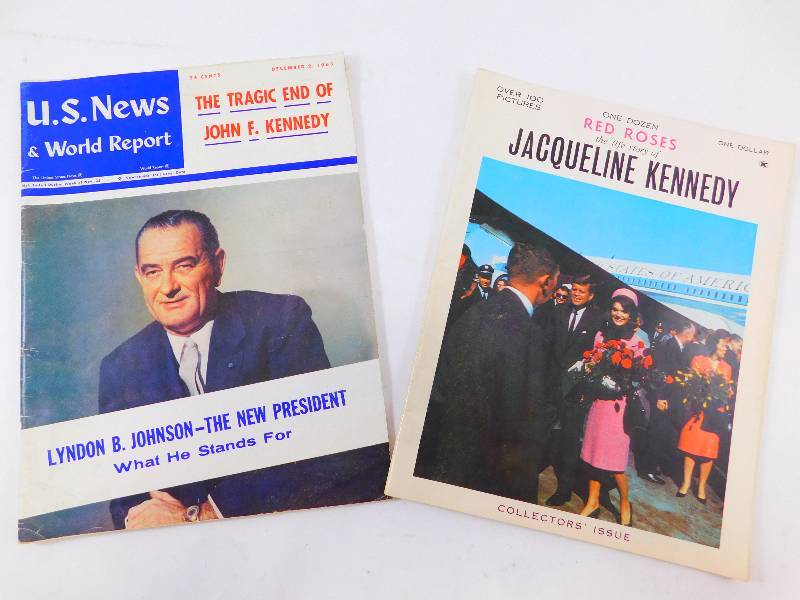 U.S. News
& World Report
DECEMBER 2, 1963
THE TRAGIC END OF
JOHN F. KENNEDY
LYNDON B. JOHNSON—THE NEW PRESIDENT
What He Stands For
OVER 100
PICTURES
ONE DOZEN
RED ROSES
the life story of
JACQUELINE KENNEDY
ONE DOLLAR
STATES OF AMERICA
COLLECTORS' ISSUE